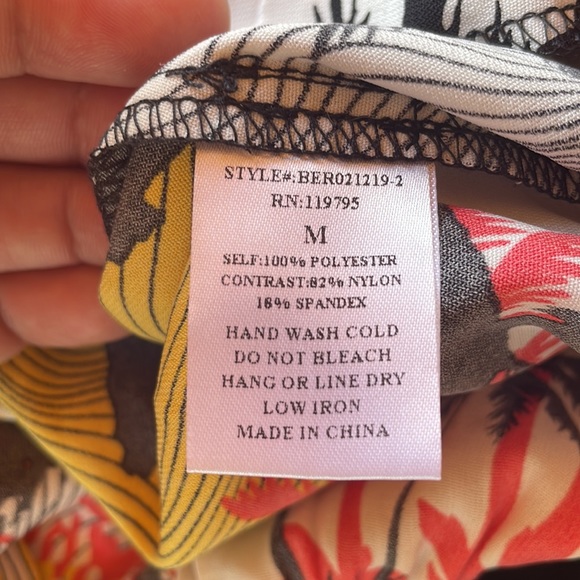 STYLE#:BER021219-2
RN:119795
M
SELF:100% POLYESTER
CONTRAST:82% NYLON
18% SPANDEX
HAND WASH COLD
DO NOT BLEACH
HANG OR LINE DRY
LOW IRON
MADE IN CHINA